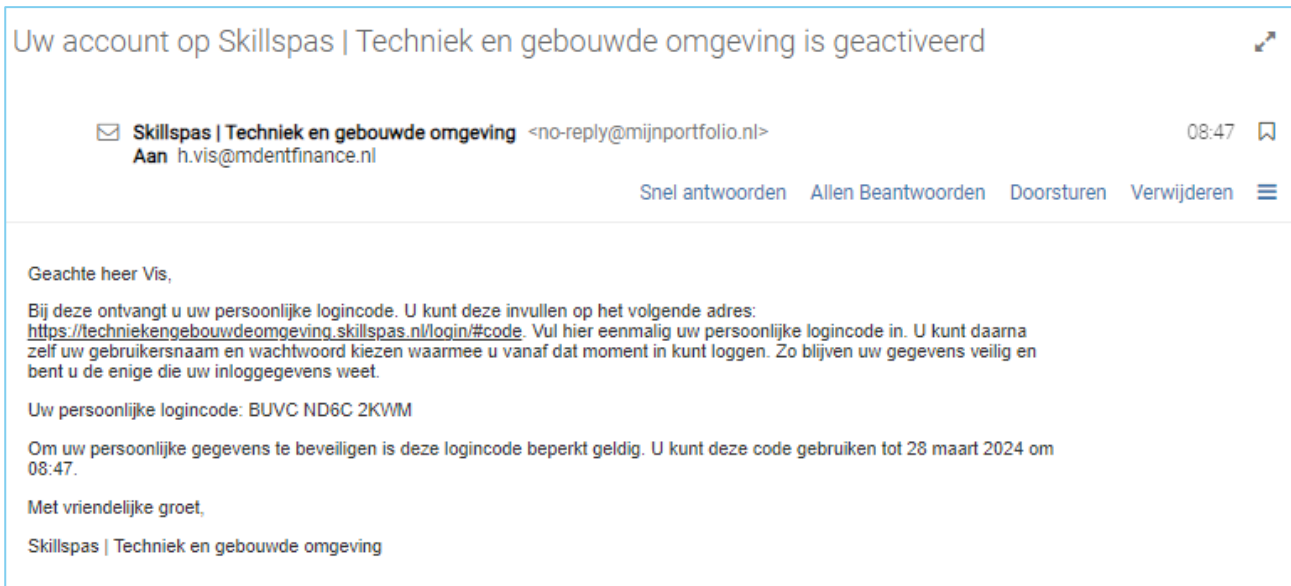 Uw account op Skillspas | Techniek en gebouwde omgeving is geactiveerd
Skillspas | Techniek en gebouwde omgeving <no-reply@mijnportfolio.nl> 08:47
Aan h.vis@mdentfinance.nl
Snel antwoorden Allen Beantwoorden Doorsturen Verwijderen
Geachte heer Vis,
Bij deze ontvangt u uw persoonlijke logincode. U kunt deze invullen op het volgende adres:
https://techniekengebouwdeomgeving.skillspas.nl/login/#code. Vul hier eenmalig uw persoonlijke logincode in. U kunt daarna
zelf uw gebruikersnaam en wachtwoord kiezen waarmee u vanaf dat moment in kunt loggen. Zo blijven uw gegevens veilig en
bent u de enige die uw inloggegevens weet.
Uw persoonlijke logincode: BUVC ND6C 2KWM
Om uw persoonlijke gegevens te beveiligen is deze logincode beperkt geldig. U kunt deze code gebruiken tot 28 maart 2024 om
08:47.
Met vriendelijke groet,
Skillspas | Techniek en gebouwde omgeving